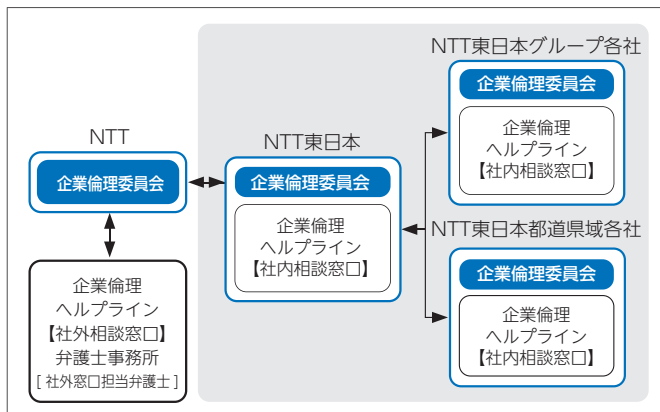 NTT
企業倫理委員会
企業倫理
ヘルプライン
【社外相談窓口】
弁護士事務所
[ 社外窓口担当弁護士 ]
NTT東日本
企業倫理委員会
企業倫理
ヘルプライン
【社内相談窓口】
NTT東日本グループ各社
企業倫理委員会
企業倫理
ヘルプライン
【社内相談窓口】
NTT東日本都道県域各社
企業倫理委員会
企業倫理
ヘルプライン
【社内相談窓口】